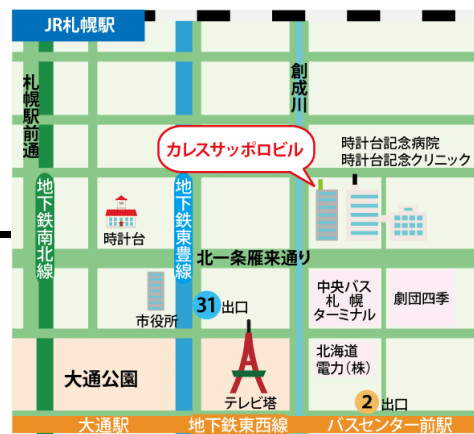 JR札幌駅
札幌駅前通
創成川
カレスサッポロビル
時計台記念病院
時計台記念クリニック
地下鉄南北線
地下鉄東豊線
時計台
北一条雁来通り
中央バス
札幌
ターミナル
劇団四季
31 出口
市役所
北海道
電力(株)
大通公園
テレビ塔
2 出口
大通駅
地下鉄東西線
バスセンター前駅